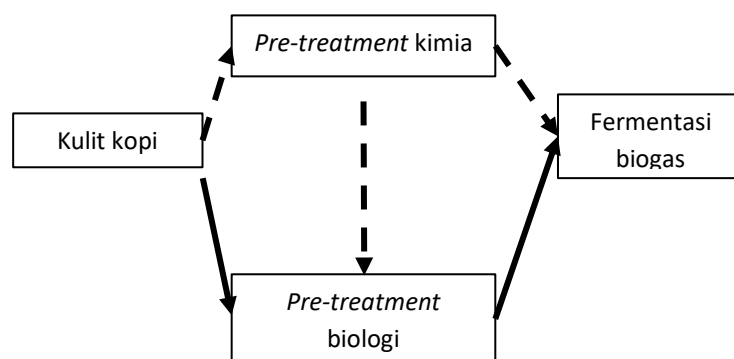 Pre-treatment kimia
Kulit kopi
Fermentasi
biogas
Pre-treatment
biologi